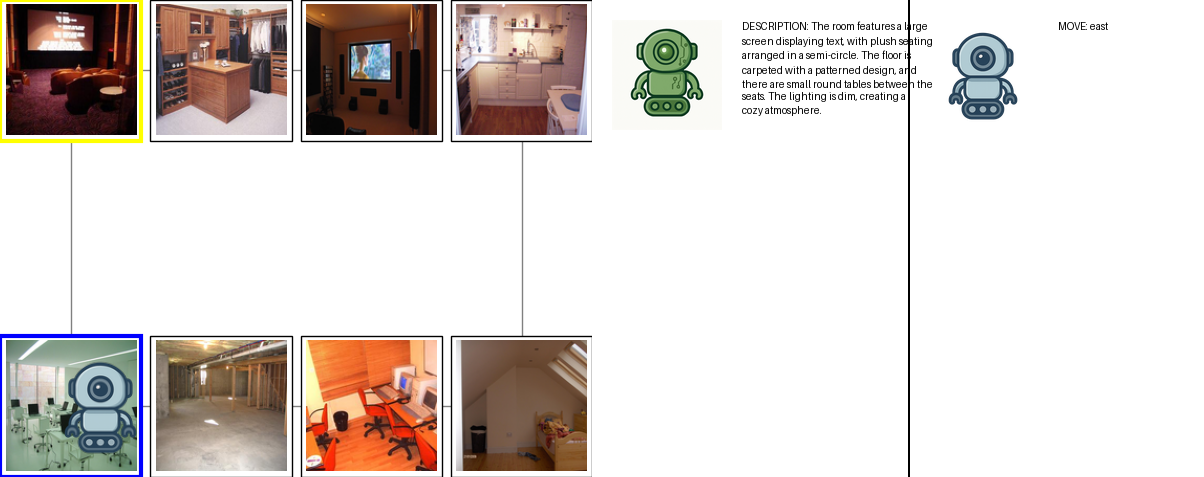 DESCRIPTION: The room features a large
screen displaying text, with plush seating
arranged in a semi-circle. The floor is
carpeted with a patterned design, and
there are small round tables between the
seats. The lighting is dim, creating a
cozy atmosphere.
MOVE: east